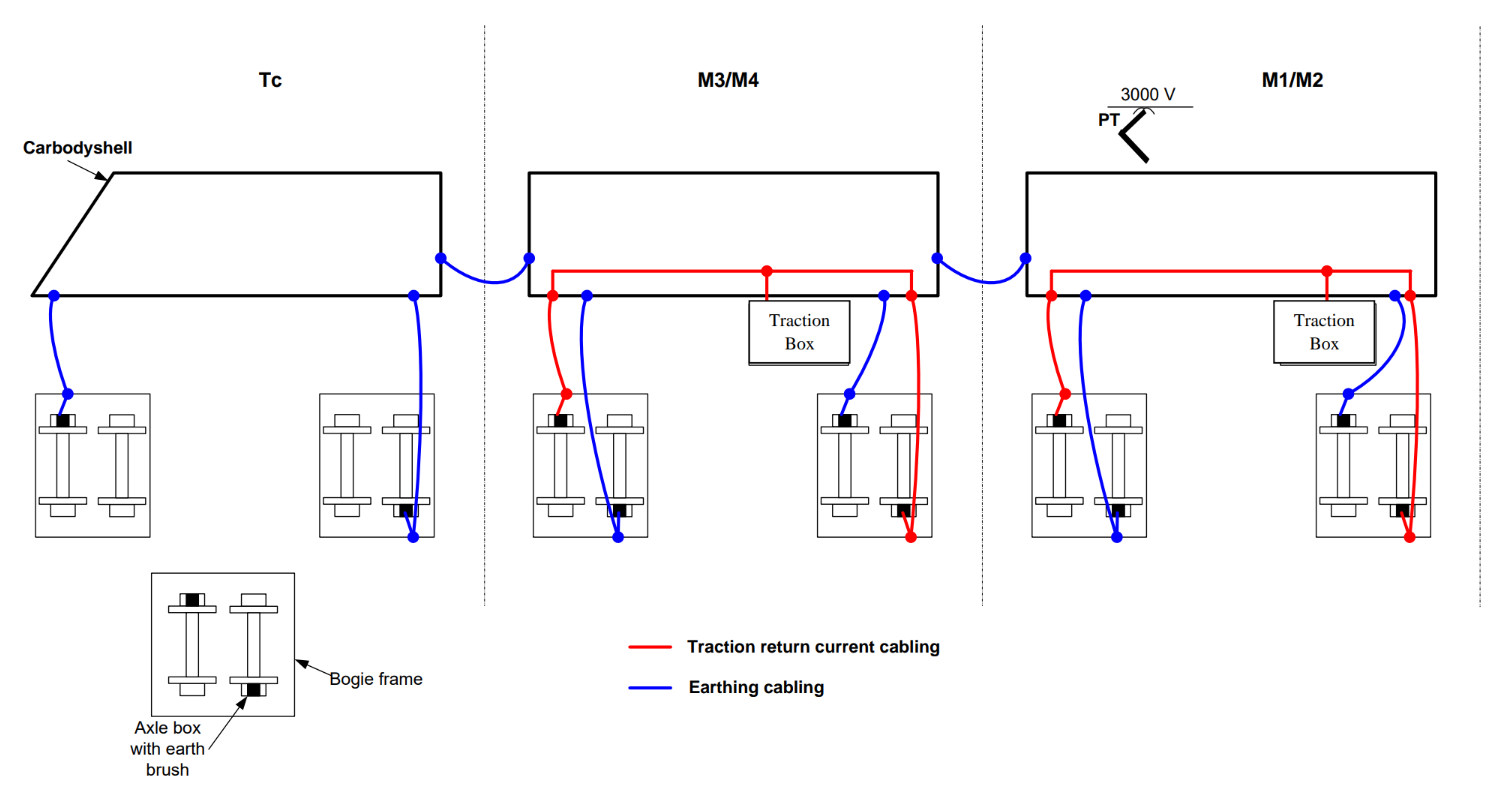 Tc
M3/M4
M1/M2
3000 V
PT
Carbodyshell
Traction
Box
Traction
Box
Traction return current cabling
Earthing cabling
Bogie frame
Axle box
with earth
brush